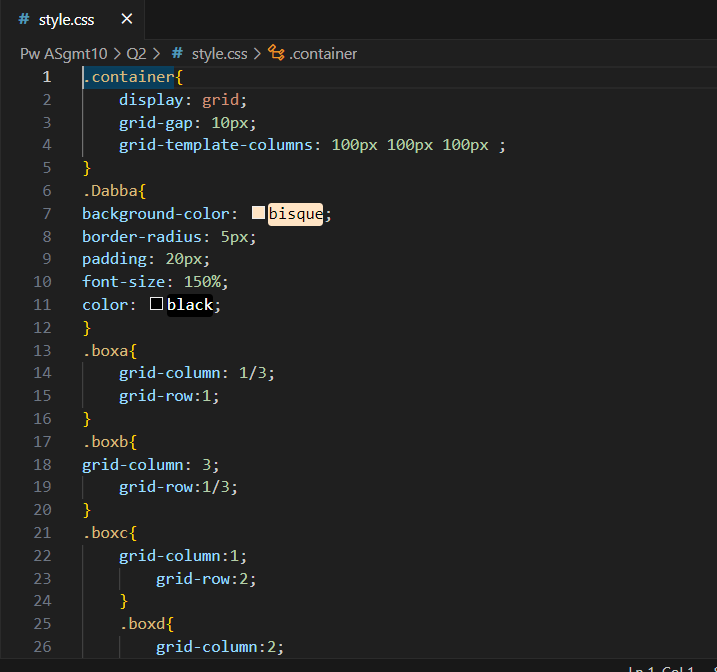 # style.css ×
Pw ASgmt10 > Q2 > # style.css > .container
1 .container{
2 display: grid;
3 grid-gap: 10px;
4 grid-template-columns: 100px 100px 100px ;
5 }
6 .Dabba{
7 background-color: bisque;
8 border-radius: 5px;
9 padding: 20px;
10 font-size: 150%;
11 color: black;
12 }
13 .boxa{
14 grid-column: 1/3;
15 grid-row:1;
16 }
17 .boxb{
18 grid-column: 3;
19 grid-row:1/3;
20 }
21 .boxc{
22 grid-column:1;
23 grid-row:2;
24 }
25 .boxd{
26 grid-column:2;